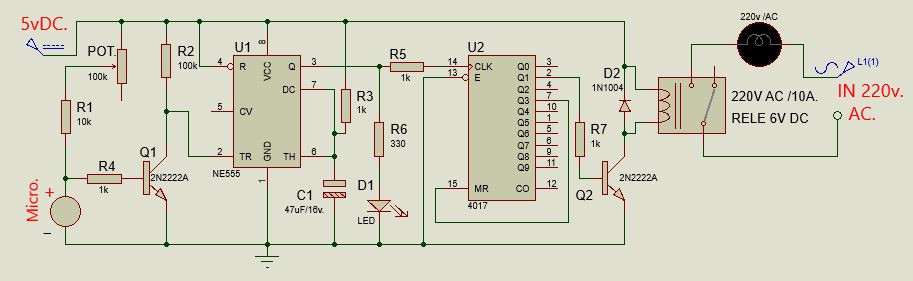 5vDC.
POT.
100k
R1
10k
R4
1k
Micro.
+
−
R2
100k
Q1
2N2222A
U1
8
VCC
4
R
Q
3
DC
7
5
CV
GND
2
TR
TH
6
1
NE555
R3
1k
C1
47uF/16v.
R5
1k
R6
330
D1
LED
U2
14
CLK
13
E
15
MR
Q0
3
Q1
2
Q2
4
Q3
7
Q4
10
Q5
1
Q6
5
Q7
6
Q8
9
Q9
11
CO
12
4017
R7
1k
Q2
2N2222A
D2
1N1004
220v /AC
220V AC /10A.
RELE 6V DC
L1(1)
IN 220v.
AC.